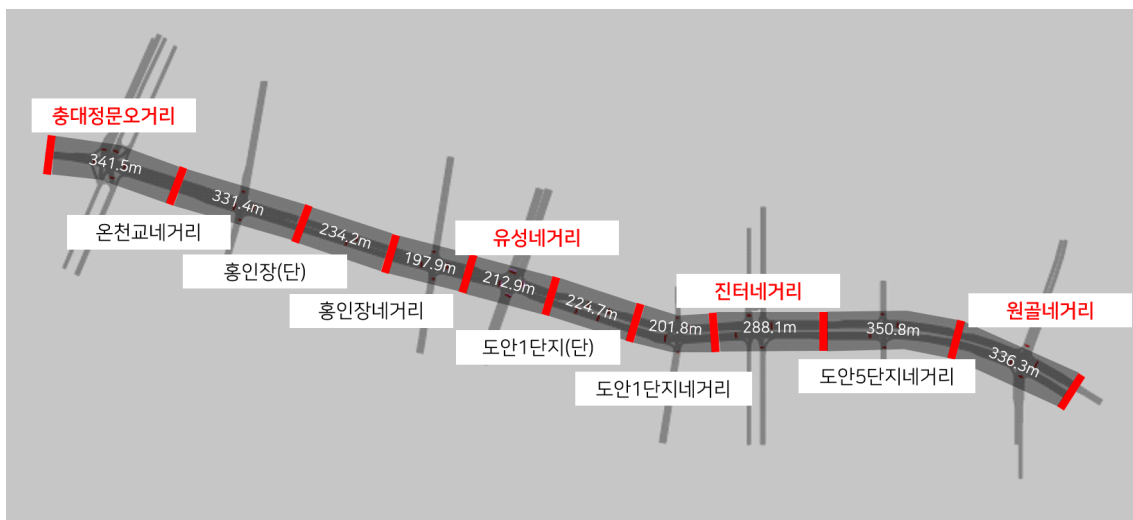 충대정문오거리
341.5m
온천교네거리
331.4m
홍인장(단)
234.2m
홍인장네거리
197.9m
유성네거리
212.9m
도안1단지(단)
224.7m
도안1단지네거리
201.8m
진터네거리
288.1m
도안5단지네거리
350.8m
원골네거리
336.3m